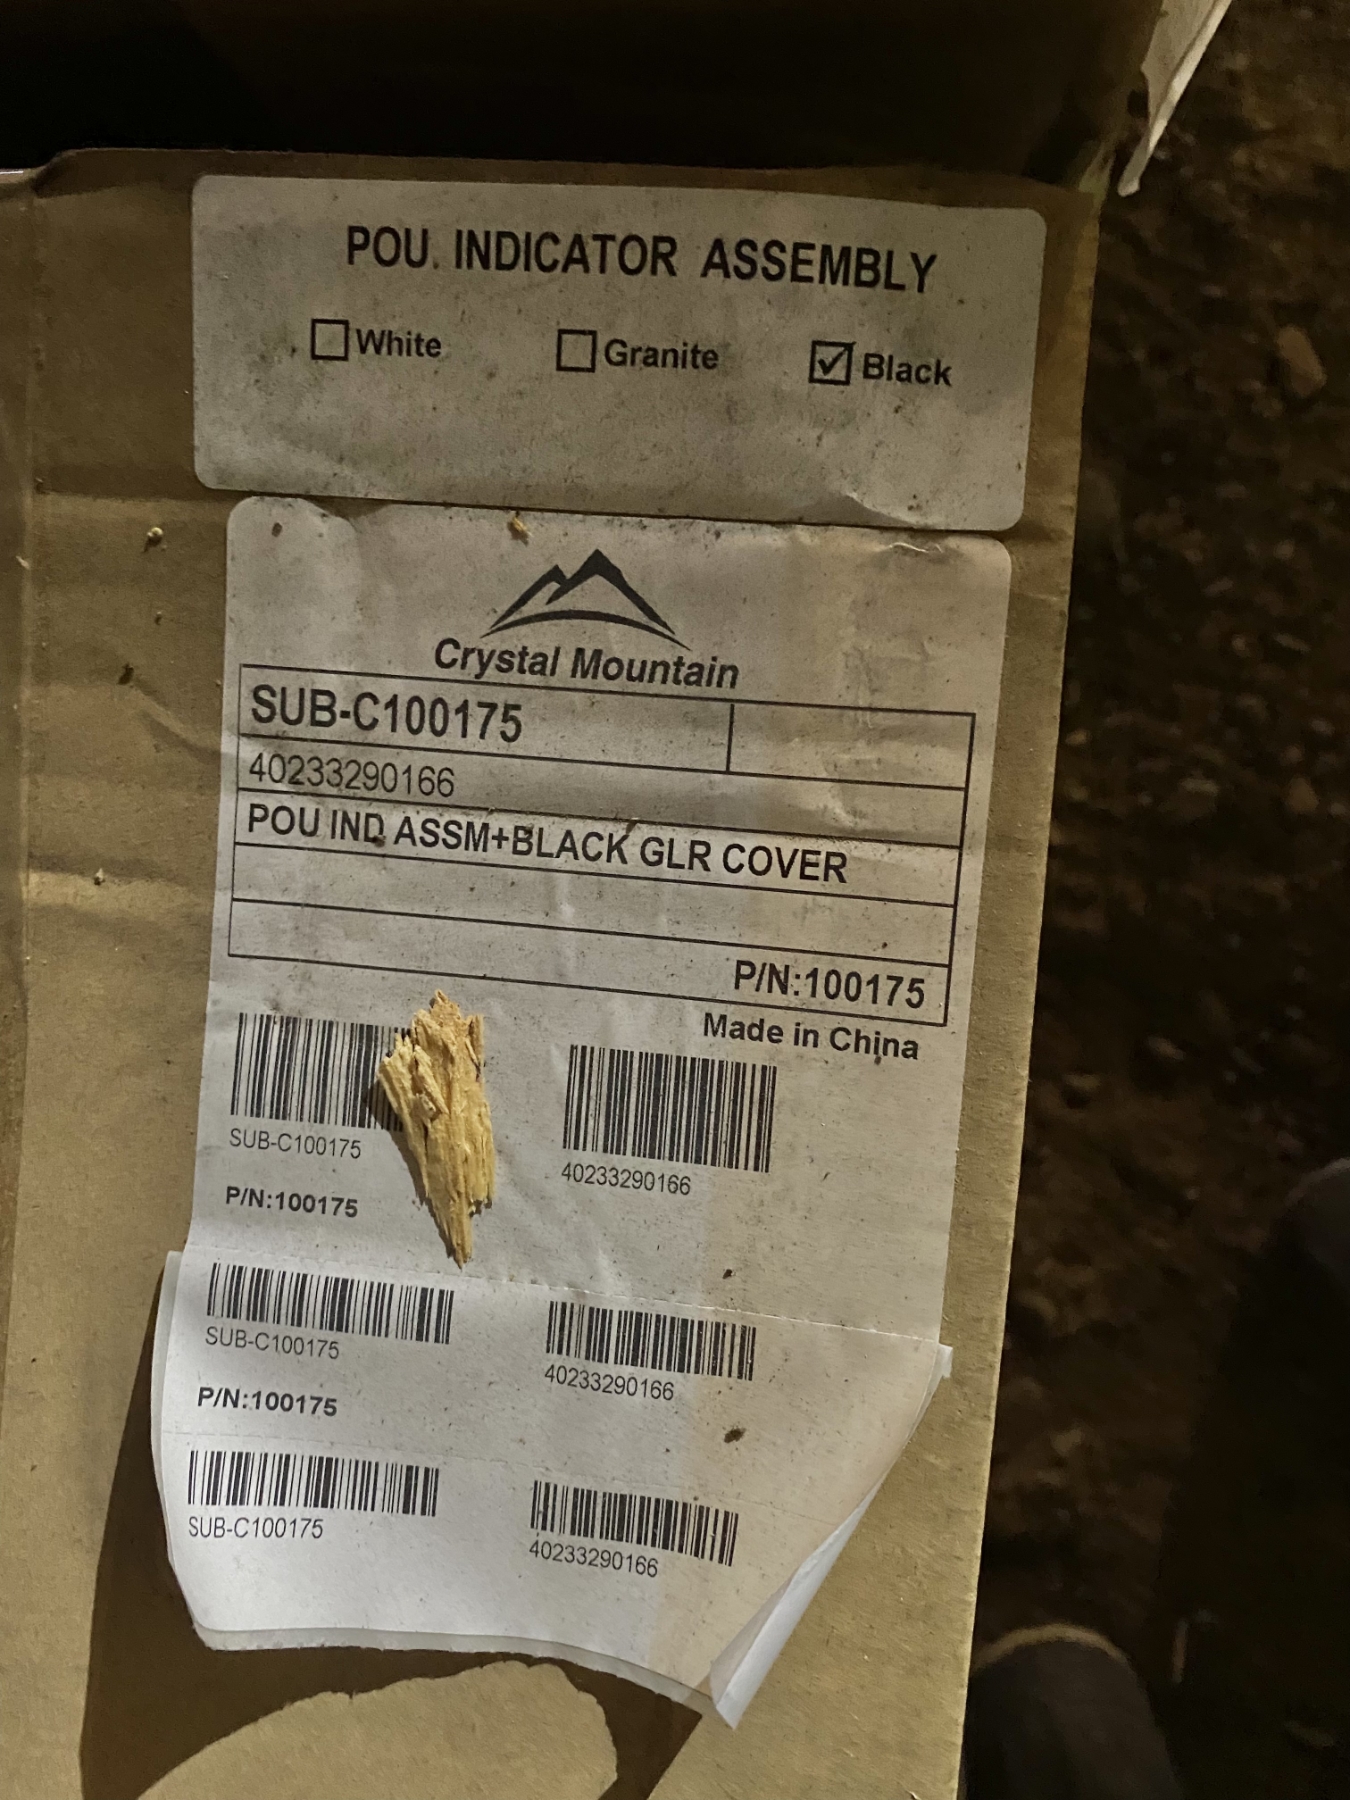 POU. INDICATOR ASSEMBLY
White Granite Black
Crystal Mountain
SUB-C100175
40233290166
POU IND ASSM+BLACK GLR COVER
P/N:100175
Made in China
SUB-C100175 40233290166
P/N:100175
SUB-C100175 40233290166
P/N:100175
SUB-C100175 40233290166